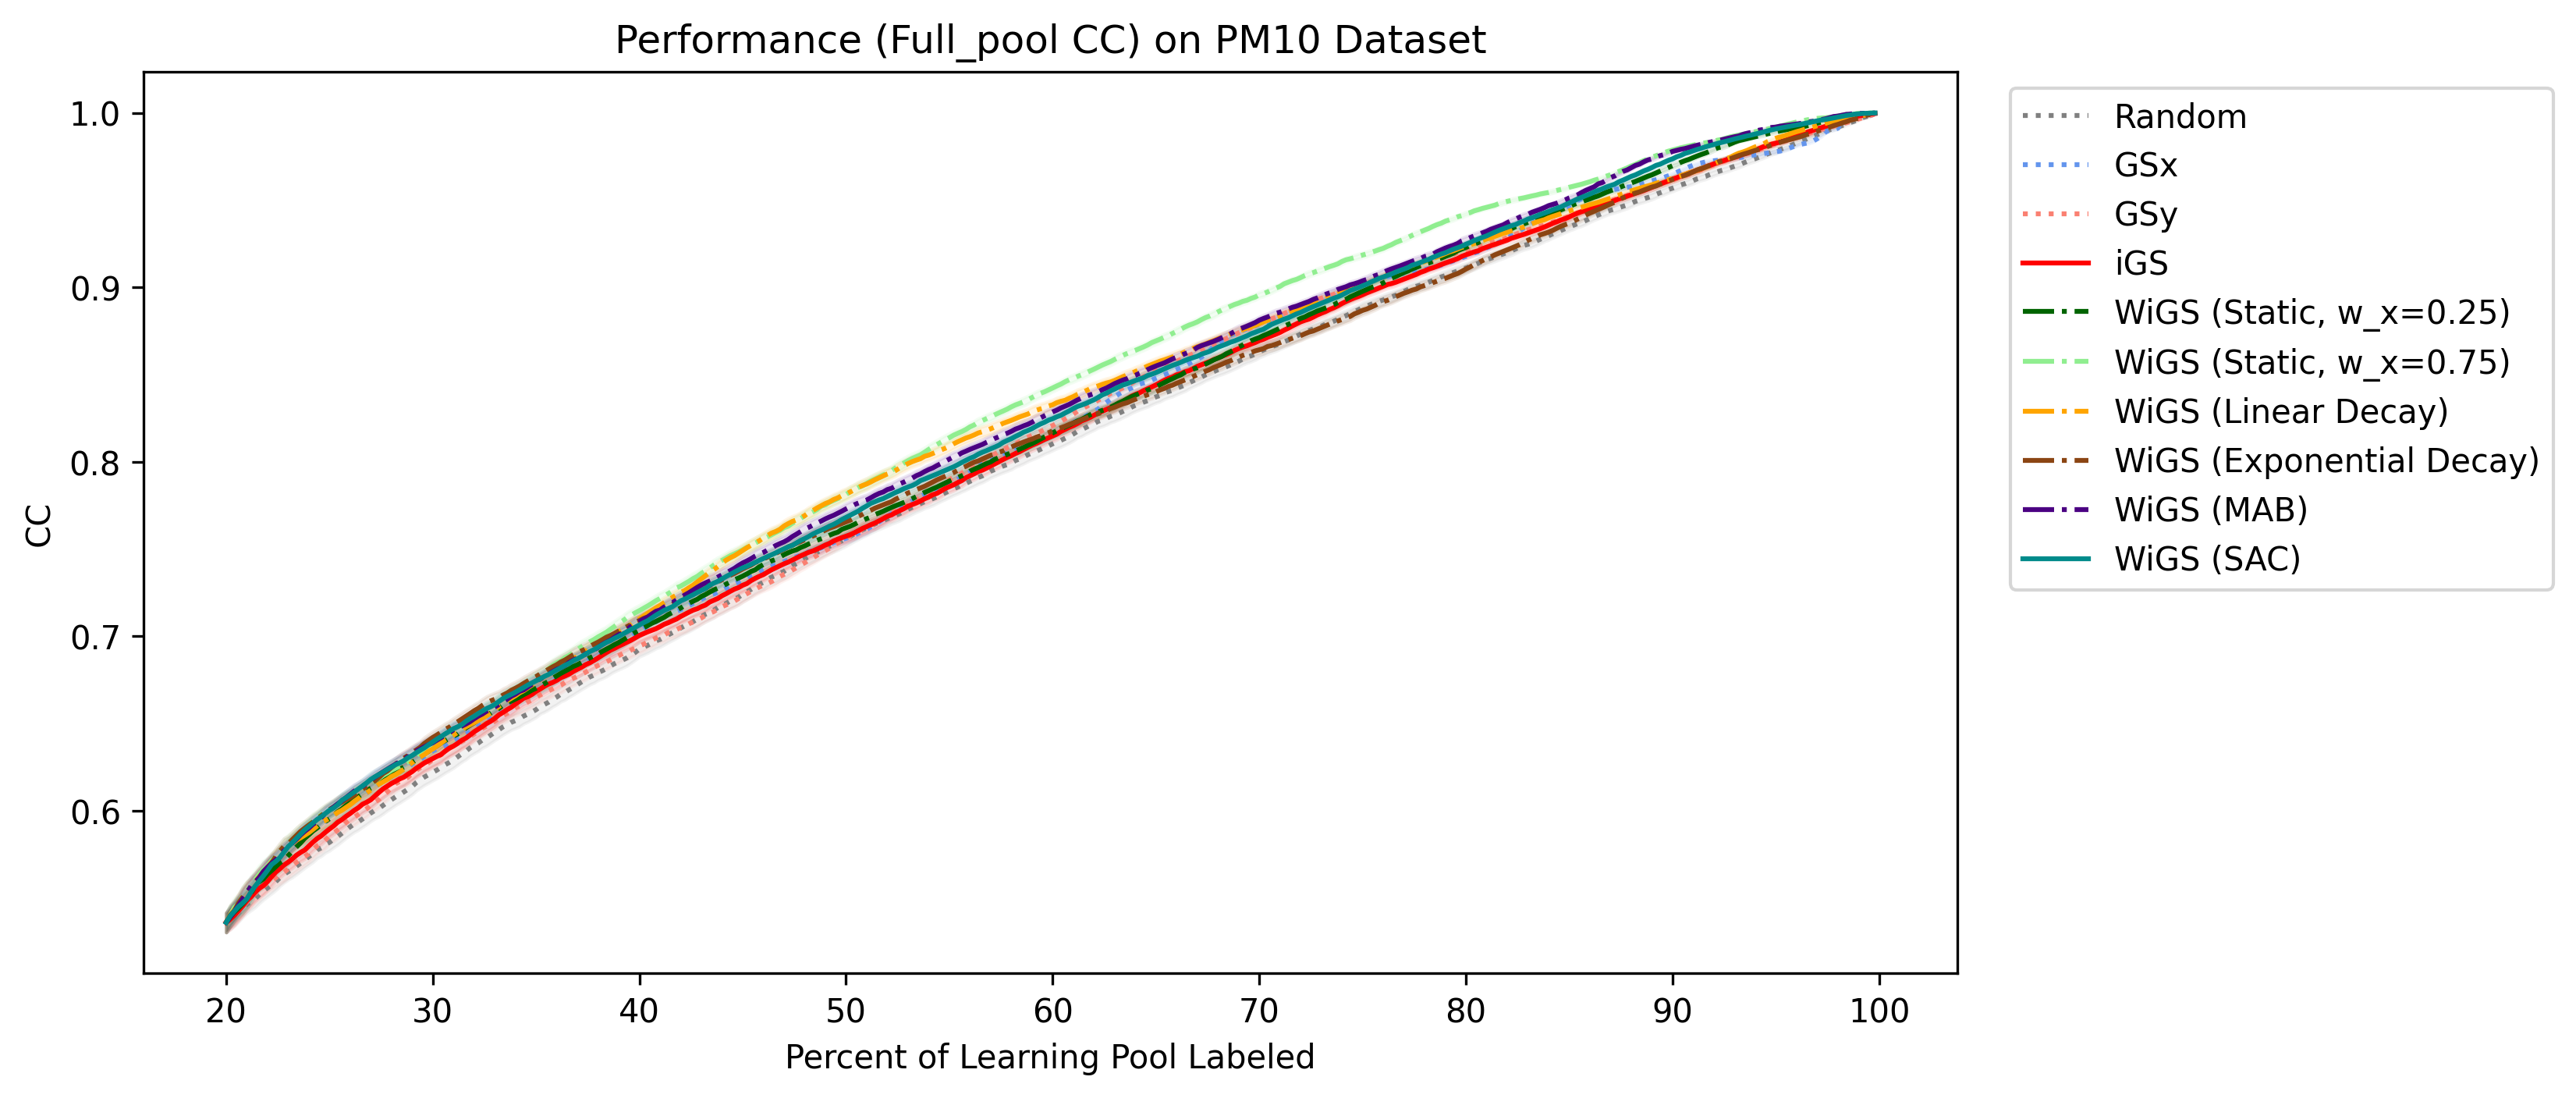 Performance (Full_pool CC) on PM10 Dataset
1.0
0.9
0.8
0.7
0.6
CC
20 30 40 50 60 70 80 90 100
Percent of Learning Pool Labeled
Random
GSx
GSy
iGS
WiGS (Static, w_x=0.25)
WiGS (Static, w_x=0.75)
WiGS (Linear Decay)
WiGS (Exponential Decay)
WiGS (MAB)
WiGS (SAC)